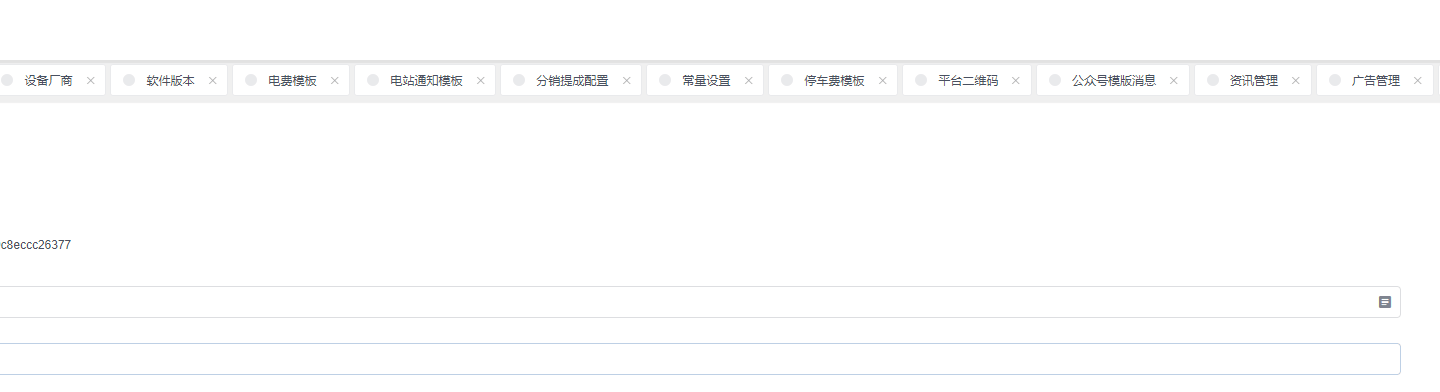 设备厂商 软件版本 电费模板 电站通知模板 分销提成配置 常量设置 停车费模板 平台二维码 公众号模版消息 资讯管理 广告管理
c8eccc26377